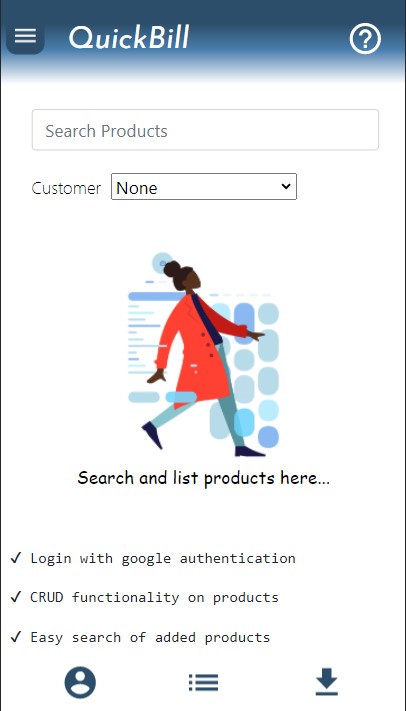 QuickBill
Search Products
Customer None
Search and list products here...
✓ Login with google authentication
✓ CRUD functionality on products
✓ Easy search of added products